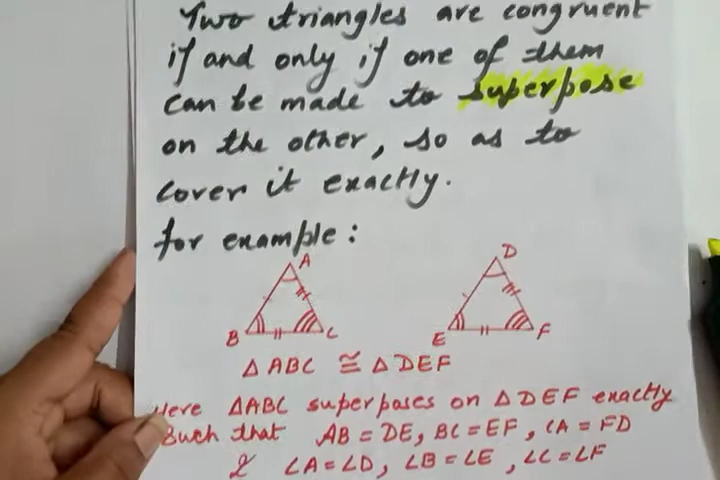 Two triangles are congruent
if and only if one of them
can be made to superpose
on the other, so as to
cover it exactly.
for example:
A D
B C E F
△ ABC ≅ △ DEF
Here △ABC superposes on △DEF exactly
Such that AB = DE, BC = EF, CA = FD
& ∠A = ∠D, ∠B = ∠E, ∠C = ∠F